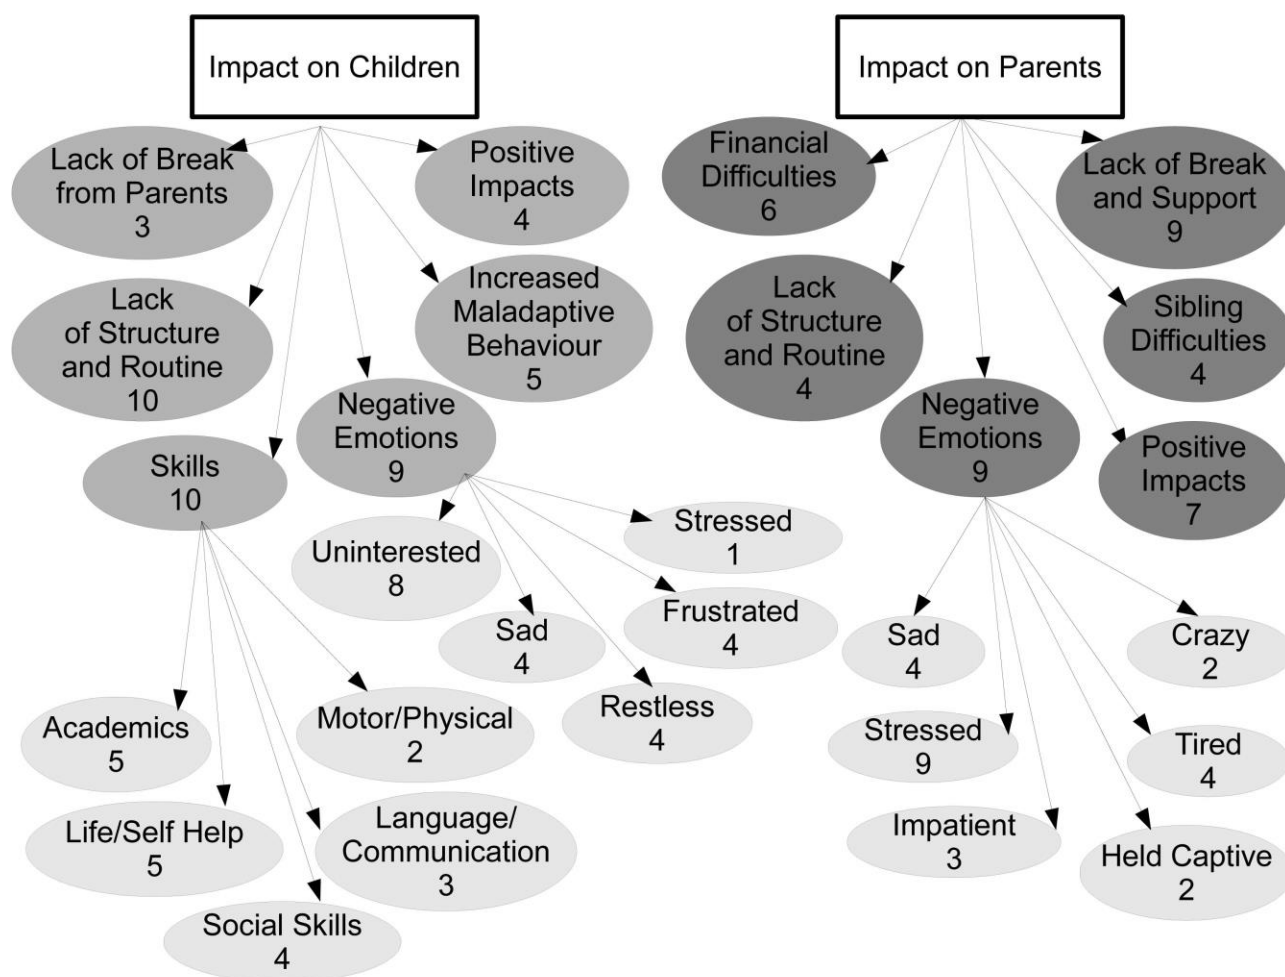 Impact on Children
Lack of Break
from Parents
3
Positive
Impacts
4
Lack
of Structure
and Routine
10
Increased
Maladaptive
Behaviour
5
Skills
10
Negative
Emotions
9
Uninterested
8
Stressed
1
Sad
4
Frustrated
4
Restless
4
Academics
5
Motor/Physical
2
Life/Self Help
5
Language/
Communication
3
Social Skills
4
Impact on Parents
Financial
Difficulties
6
Lack of Break
and Support
9
Lack
of Structure
and Routine
4
Sibling
Difficulties
4
Negative
Emotions
9
Positive
Impacts
7
Sad
4
Crazy
2
Stressed
9
Tired
4
Impatient
3
Held Captive
2